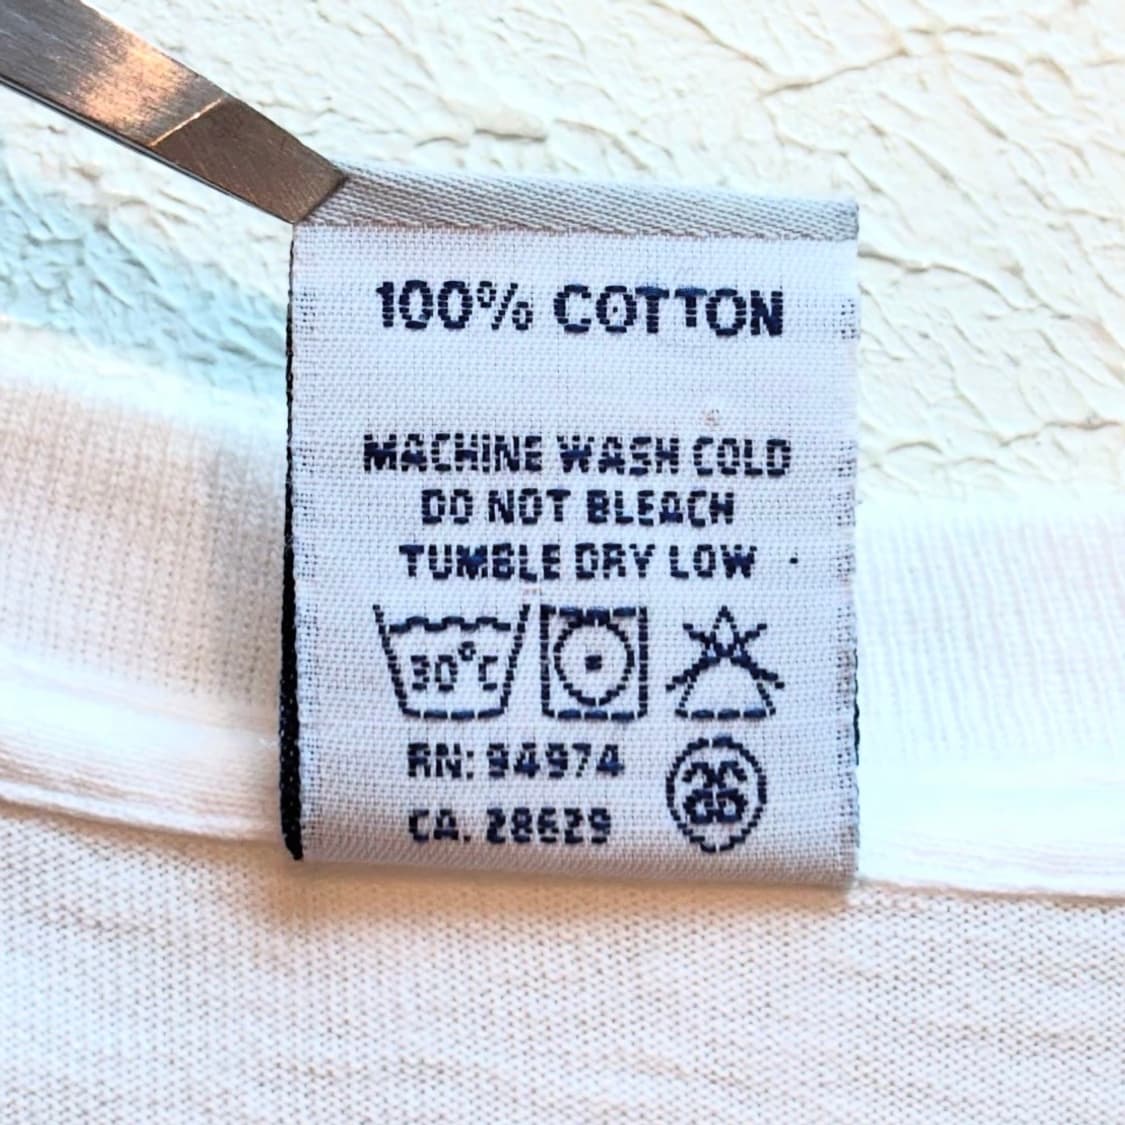 100% COTTON
MACHINE WASH COLD
DO NOT BLEACH
TUMBLE DRY LOW
30°C
RN: 94974
CA. 28629